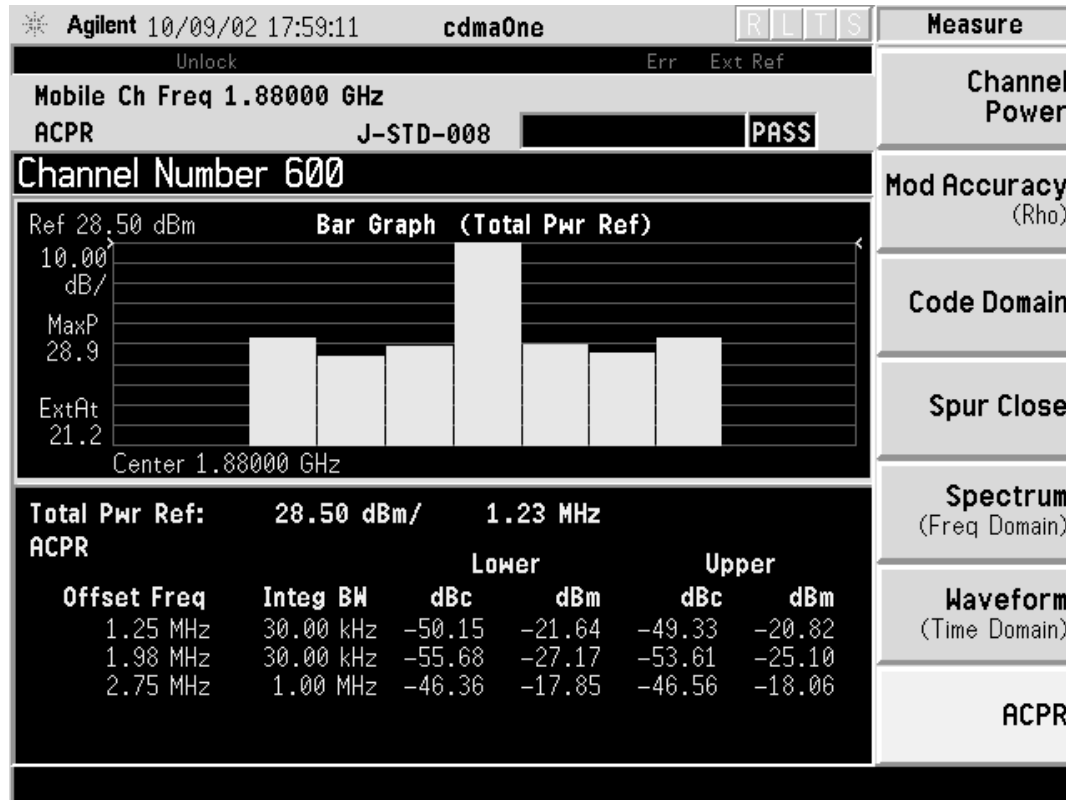 Agilent 10/09/02 17:59:11 cdmaOne R L T S Measure
Unlock Err Ext Ref
Mobile Ch Freq 1.88000 GHz
ACPR J-STD-008 PASS
Channel Number 600
Ref 28.50 dBm Bar Graph (Total Pwr Ref)
10.00
dB/
MaxP
28.9
ExtAt
21.2
Center 1.88000 GHz
Total Pwr Ref: 28.50 dBm/ 1.23 MHz
ACPR
Lower Upper
Offset Freq Integ BW dBc dBm dBc dBm
1.25 MHz 30.00 kHz -50.15 -21.64 -49.33 -20.82
1.98 MHz 30.00 kHz -55.68 -27.17 -53.61 -25.10
2.75 MHz 1.00 MHz -46.36 -17.85 -46.56 -18.06
Channel
Power
Mod Accuracy
(Rho)
Code Domain
Spur Close
Spectrum
(Freq Domain)
Waveform
(Time Domain)
ACPR